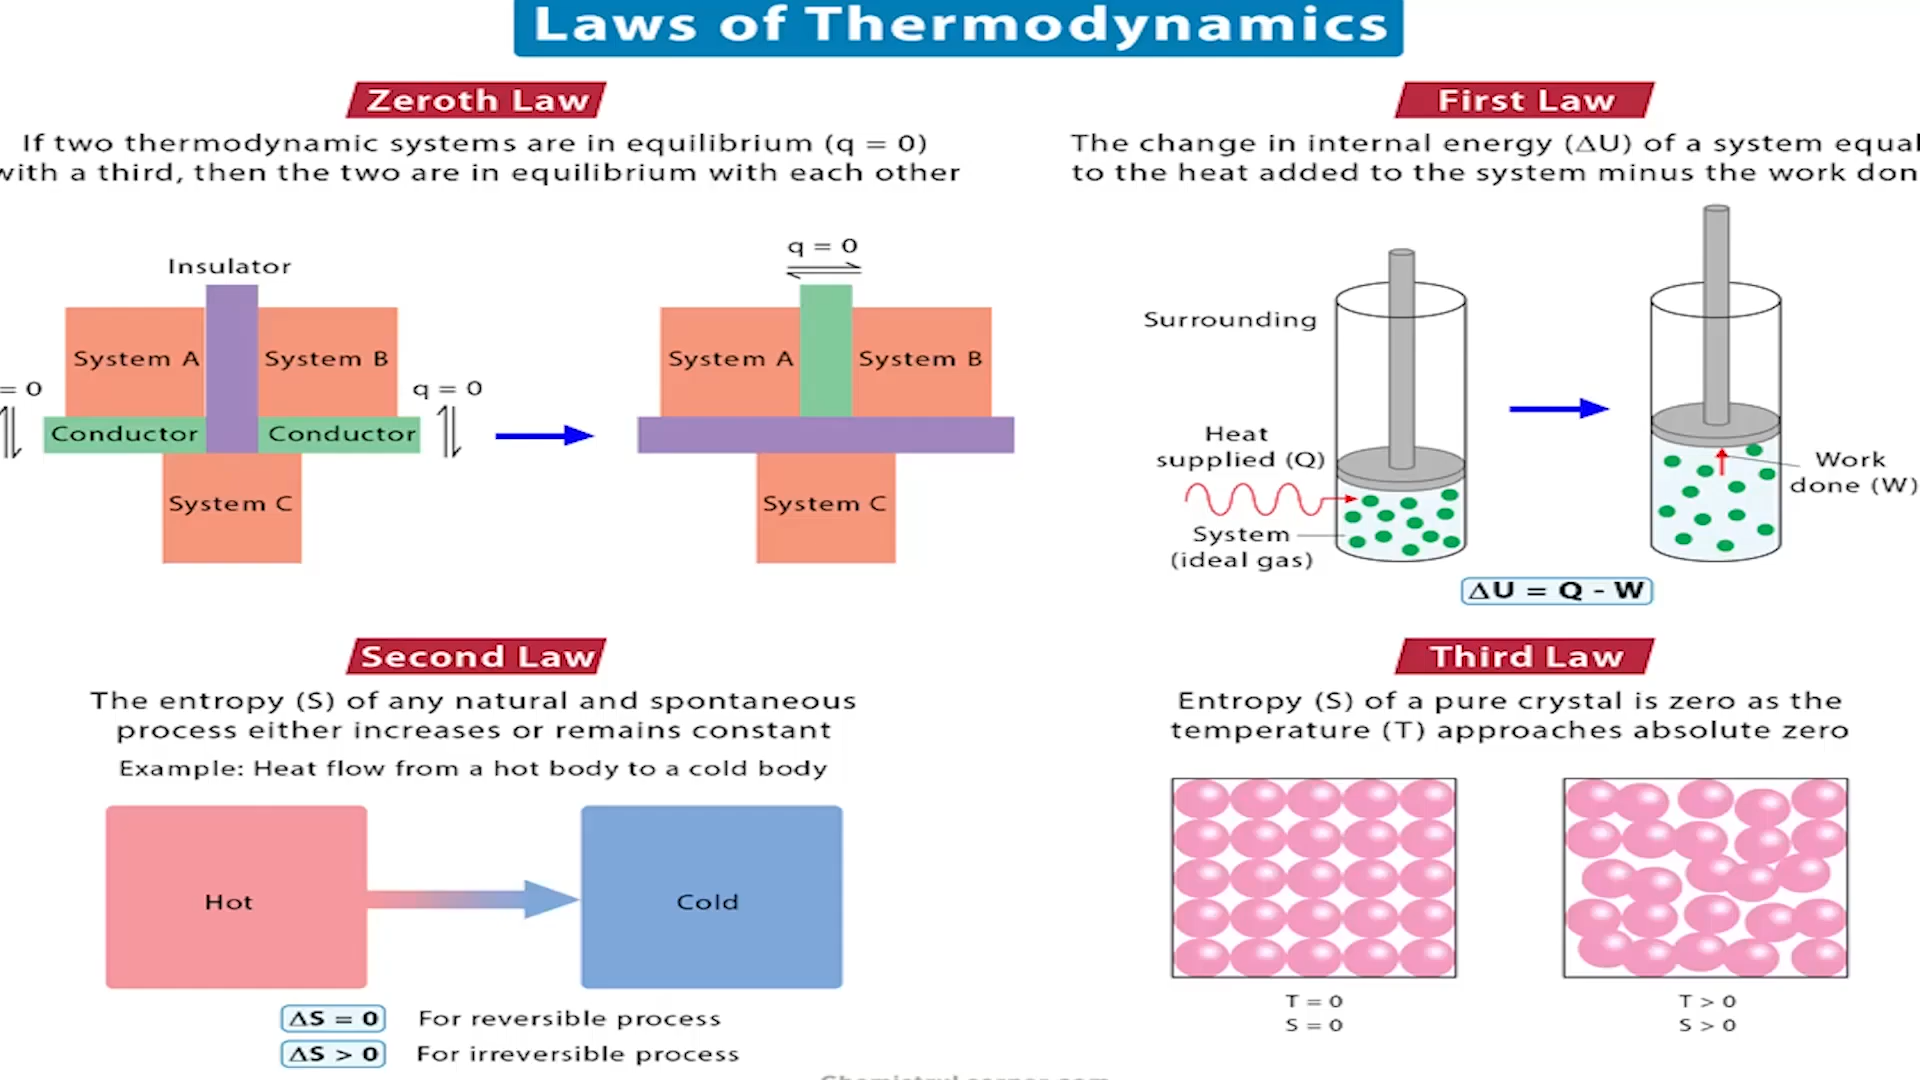 Laws of Thermodynamics
Zeroth Law
If two thermodynamic systems are in equilibrium (q = 0)
with a third, then the two are in equilibrium with each other
Insulator
System A
System B
= 0
q = 0
Conductor
Conductor
System C
q = 0
System A
System B
System C
First Law
The change in internal energy (ΔU) of a system equal
to the heat added to the system minus the work don
Surrounding
Heat
supplied (Q)
System
(ideal gas)
Work
done (W)
ΔU = Q - W
Second Law
The entropy (S) of any natural and spontaneous
process either increases or remains constant
Example: Heat flow from a hot body to a cold body
Hot
Cold
ΔS = 0 For reversible process
ΔS > 0 For irreversible process
Third Law
Entropy (S) of a pure crystal is zero as the
temperature (T) approaches absolute zero
T = 0
S = 0
T > 0
S > 0